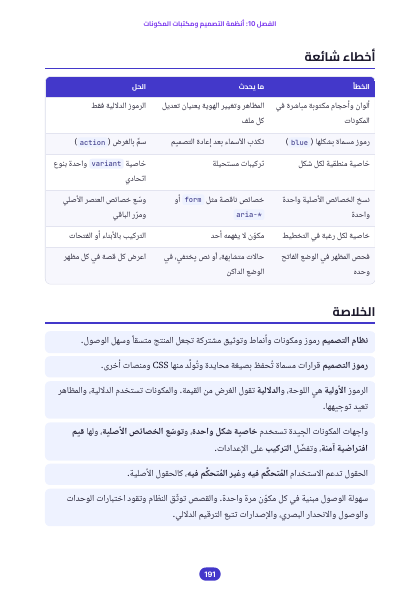 الفصل 10: أنظمة التصميم ومكتبات المكونات
أخطاء شائعة
الخطأ ما يحدث الحل
ألوان وأحجام مكتوبة مباشرة في المظاهر وتغيير الهوية يعنيان تعديل الرموز الدلالية فقط
المكونات كل ملف
رموز مسماة بشكلها (blue) تكذب الأسماء بعد إعادة التصميم سمِّ بالغرض (action)
خاصية منطقية لكل شكل تركيبات مستحيلة خاصية variant واحدة بنوع
اتحادي
نسخ الخصائص الأصلية واحدة خصائص ناقصة مثل form أو وسّع خصائص العنصر الأصلي
واحدة aria-* ومرّر الباقي
خاصية لكل رغبة في التخطيط مكوّن لا يفهمه أحد التركيب بالأبناء أو الفتحات
فحص المظهر في الوضع الفاتح حالات متشابهة، أو نص يختفي، في اعرض كل قصة في كل مظهر
وحده الوضع الداكن
الخلاصة
نظام التصميم رموز ومكونات وأنماط وتوثيق مشتركة تجعل المنتج متسقاً وسهل الوصول.
رموز التصميم قرارات مسماة تُحفظ بصيغة محايدة وتُولَّد منها CSS ومنصات أخرى.
الرموز الأولية هي اللوحة، والدلالية تقول الغرض من القيمة. والمكونات تستخدم الدلالية، والمظاهر
تعيد توجيهها.
واجهات المكونات الجيدة تستخدم خاصية شكل واحدة، وتوسّع الخصائص الأصلية، ولها قيم
افتراضية آمنة، وتفضّل التركيب على الإعدادات.
الحقول تدعم الاستخدام المُتحكَّم فيه وغير المُتحكَّم فيه، كالحقول الأصلية.
سهولة الوصول مبنية في كل مكوّن مرة واحدة. والقصص توثّق النظام وتقود اختبارات الوحدات
والوصول والانحدار البصري، والإصدارات تتبع الترقيم الدلالي.
191